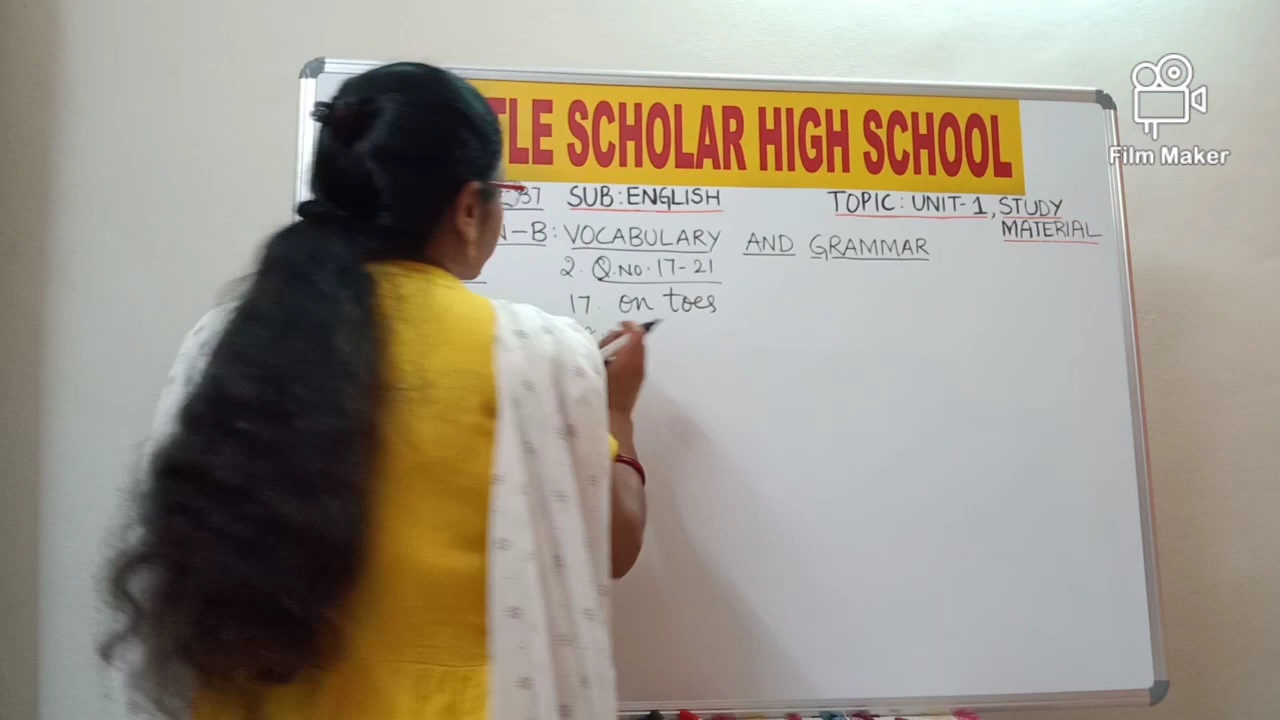 SCHOLAR HIGH SCHOOL
SUB: ENGLISH TOPIC: UNIT-1, STUDY MATERIAL
B: VOCABULARY AND GRAMMAR
2. Q.NO. 17-21
17. on toes
Film Maker